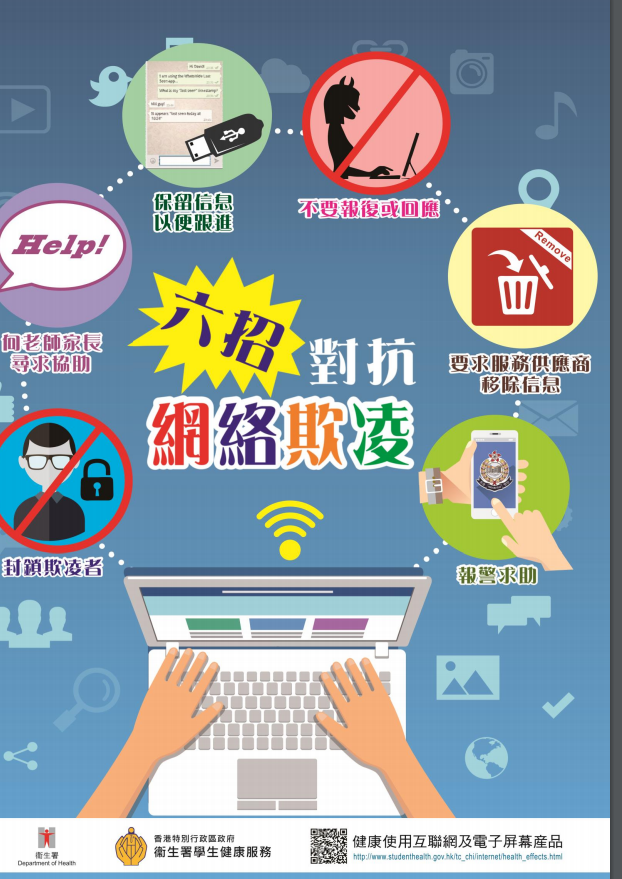 Hi David!
保留信息
以便跟進
不要報復或回應
Help!
Remove
向老師家長
尋求協助
六招
對抗
網絡欺凌
要求服務供應商
移除信息
封鎖欺凌者
報警求助
衞生署
Department of Health
香港特別行政區政府
衞生署學生健康服務
健康使用互聯網及電子屏幕產品
http://www.studenthealth.gov.hk/tc_chi/internet/health_effects.html